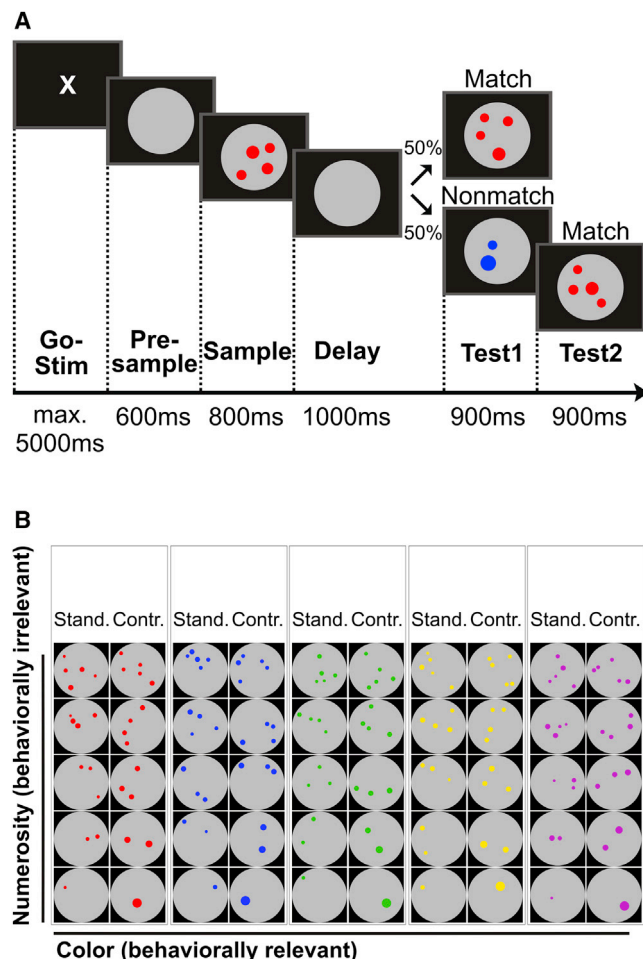 A
X
Match
50%
Nonmatch
50%
Match
Go-
Stim
Pre-
sample
Sample
Delay
Test1
Test2
max.
5000ms
600ms
800ms
1000ms
900ms
900ms
B
Numerosity (behaviorally irrelevant)
Stand. Contr.
Stand. Contr.
Stand. Contr.
Stand. Contr.
Stand. Contr.
Color (behaviorally relevant)